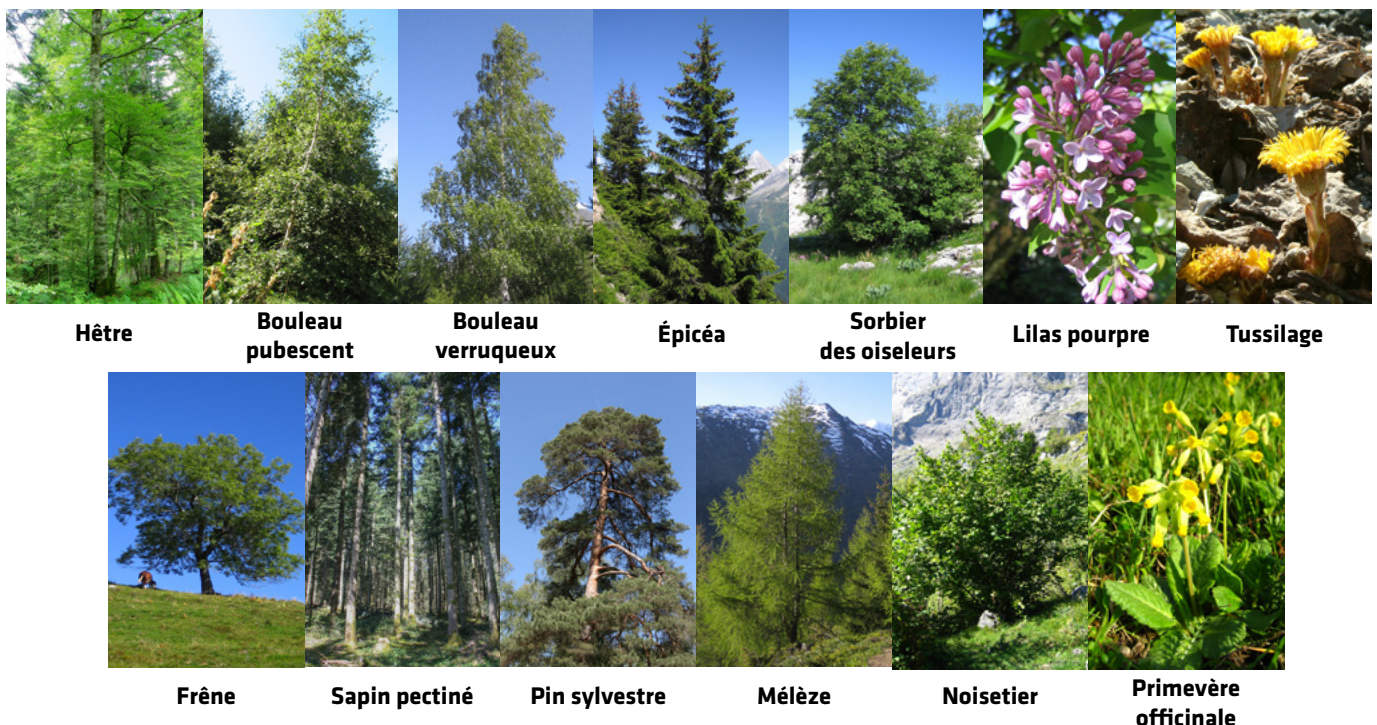 Hêtre
Bouleau
pubescent
Bouleau
verruqueux
Épicéa
Sorbier
des oiseleurs
Lilas pourpre
Tussilage
Frêne
Sapin pectiné
Pin sylvestre
Mélèze
Noisetier
Primevère
officinale